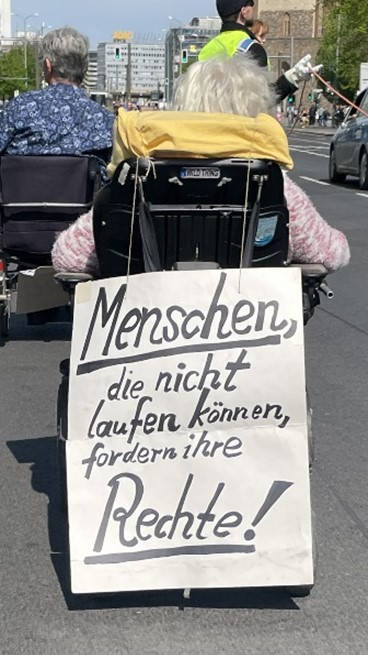 Menschen,
die nicht
laufen können,
fordern ihre
Rechte!